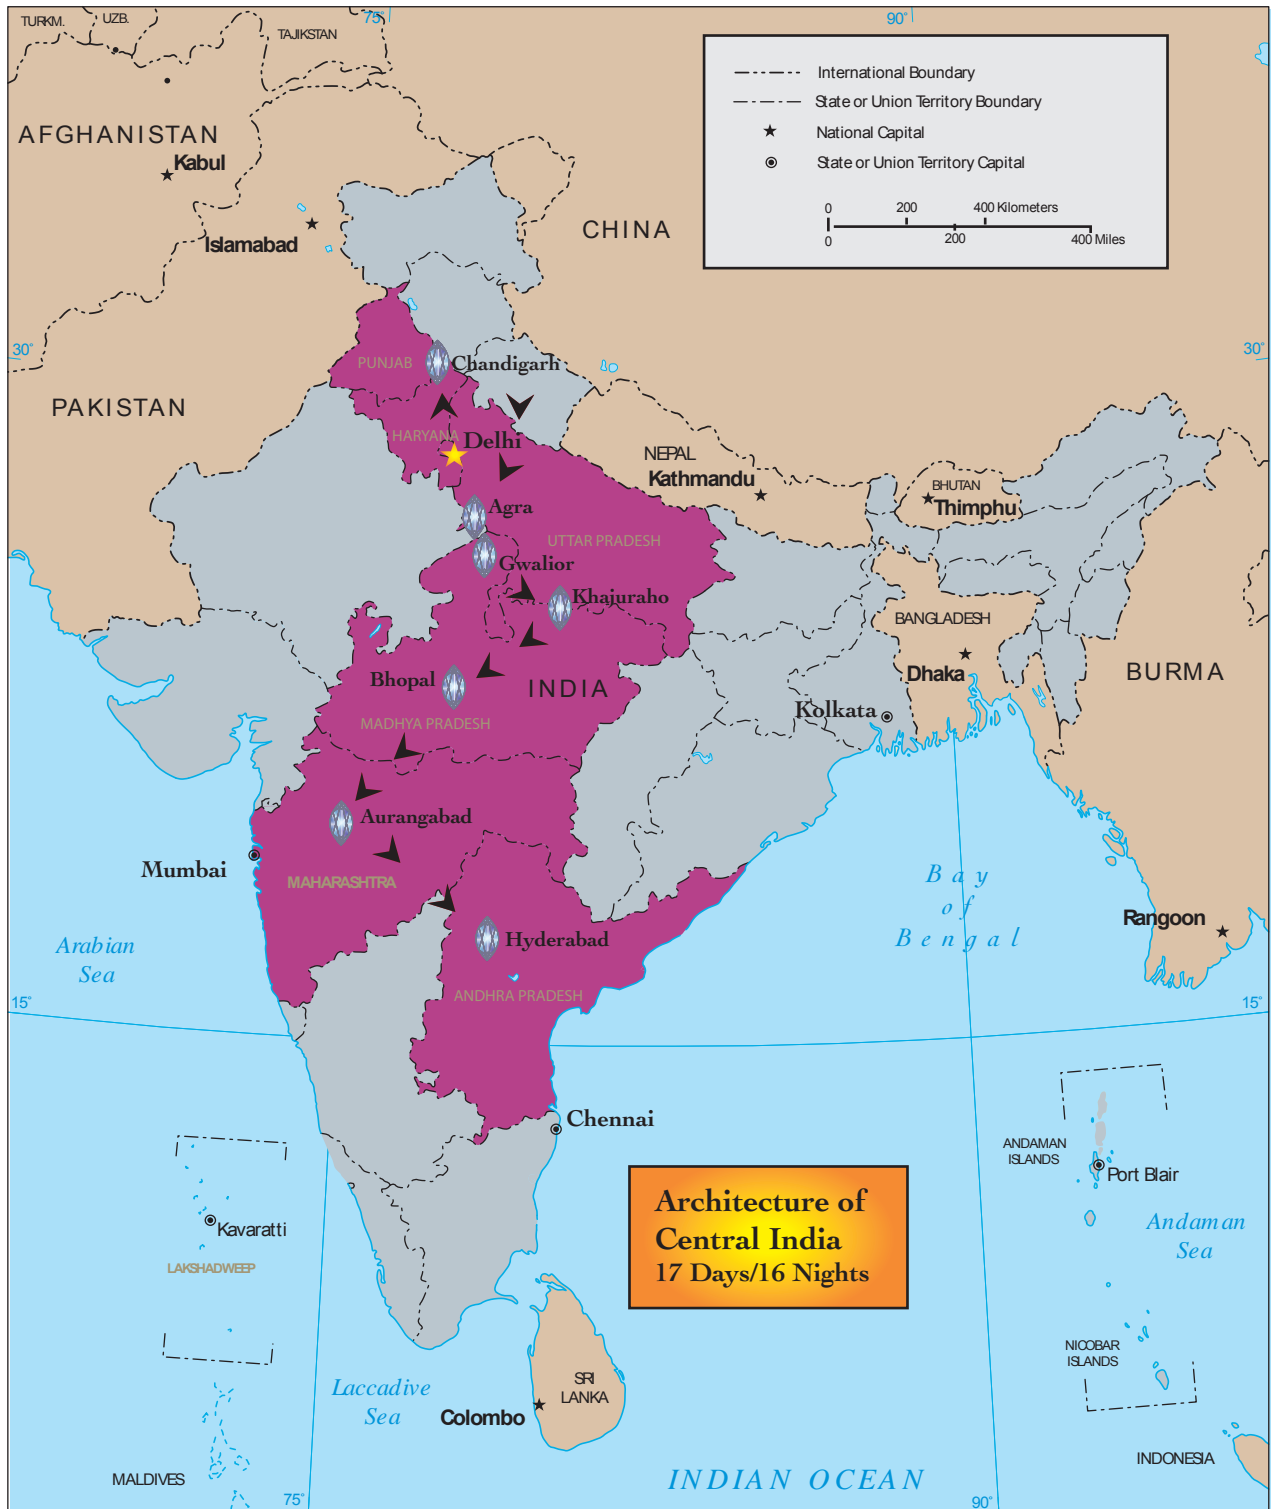 TURKM.
UZB.
75°
90°
TAJIKSTAN
International Boundary
State or Union Territory Boundary
National Capital
State or Union Territory Capital
0 200 400 Kilometers
0 200 400 Miles
AFGHANISTAN
Kabul
Islamabad
CHINA
30°
30°
PUNJAB
Chandigarh
PAKISTAN
HARYANA
Delhi
NEPAL
Kathmandu
BHUTAN
Thimphu
Agra
UTTAR PRADESH
Gwalior
Khajuraho
BANGLADESH
Dhaka
BURMA
Bhopal
INDIA
MADHYA PRADESH
Kolkata
Aurangabad
Mumbai
MAHARASHTRA
Bay
of
Bengal
Rangoon
Arabian
Sea
Hyderabad
ANDHRA PRADESH
15°
15°
Chennai
ANDAMAN
ISLANDS
Port Blair
Kavaratti
LAKSHADWEEP
Architecture of
Central India
17 Days/16 Nights
Andaman
Sea
NICOBAR
ISLANDS
Laccadive
Sea
SRI
LANKA
Colombo
MALDIVES
INDIAN OCEAN
INDONESIA
75°
90°